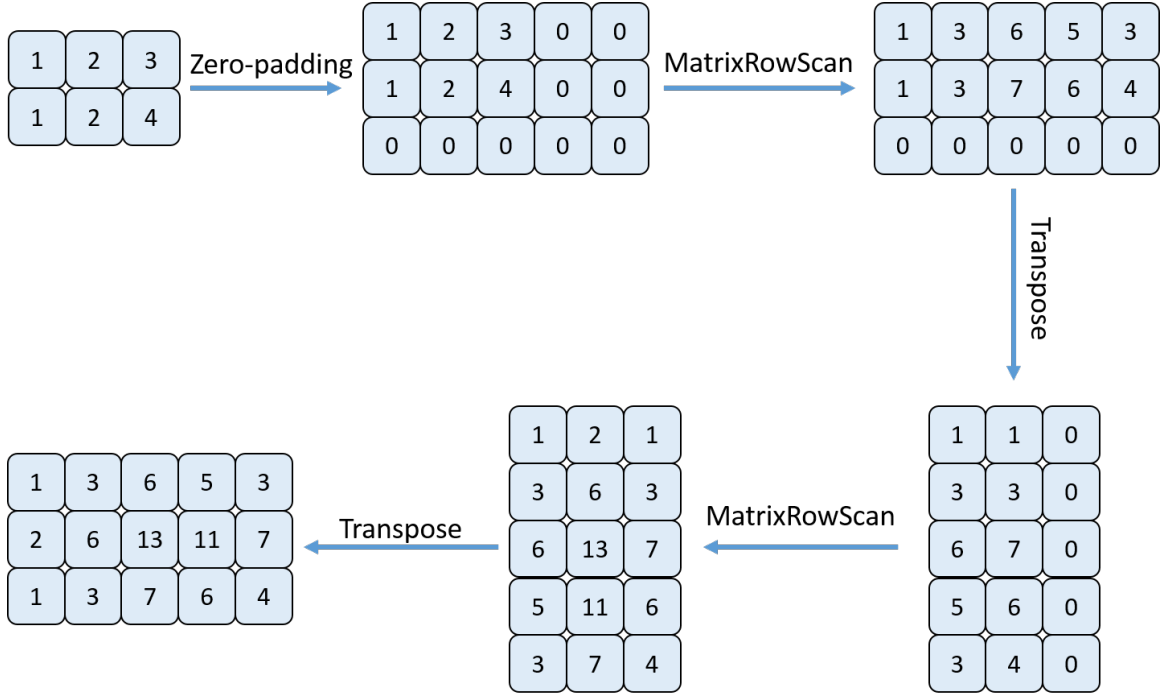 1 2 3
1 2 4
Zero-padding
1 2 3 0 0
1 2 4 0 0
0 0 0 0 0
MatrixRowScan
1 3 6 5 3
1 3 7 6 4
0 0 0 0 0
Transpose
1 1 0
3 3 0
6 7 0
5 6 0
3 4 0
MatrixRowScan
1 2 1
3 6 3
6 13 7
5 11 6
3 7 4
Transpose
1 3 6 5 3
2 6 13 11 7
1 3 7 6 4